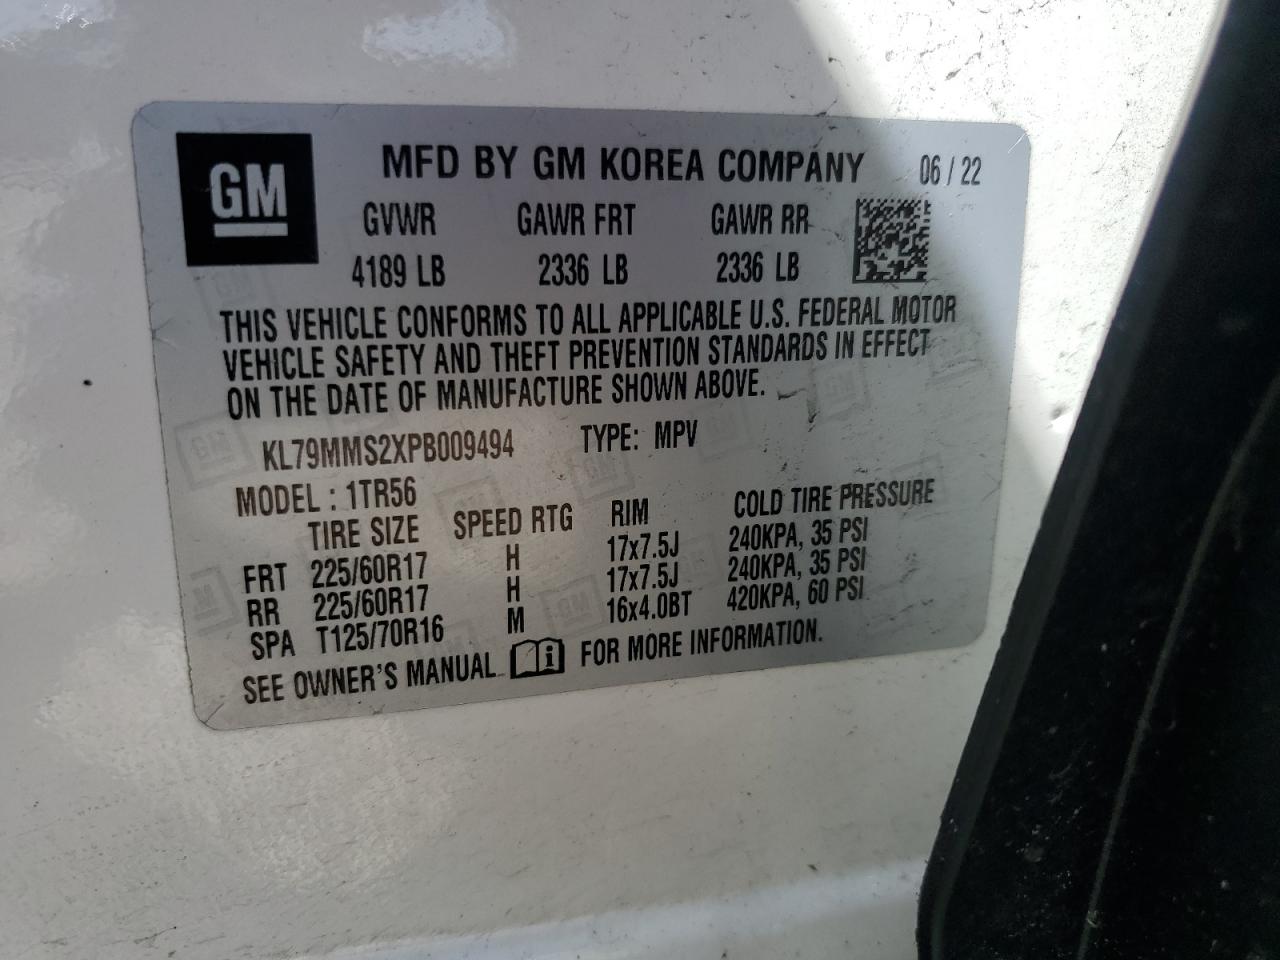 GM
MFD BY GM KOREA COMPANY 06 / 22
GVWR GAWR FRT GAWR RR
4189 LB 2336 LB 2336 LB
THIS VEHICLE CONFORMS TO ALL APPLICABLE U.S. FEDERAL MOTOR
VEHICLE SAFETY AND THEFT PREVENTION STANDARDS IN EFFECT
ON THE DATE OF MANUFACTURE SHOWN ABOVE.
KL79MMS2XPB009494 TYPE: MPV
MODEL : 1TR56
TIRE SIZE SPEED RTG RIM COLD TIRE PRESSURE
FRT 225/60R17 H 17x7.5J 240KPA, 35 PSI
RR 225/60R17 H 17x7.5J 240KPA, 35 PSI
SPA T125/70R16 M 16x4.0BT 420KPA, 60 PSI
SEE OWNER'S MANUAL i FOR MORE INFORMATION.